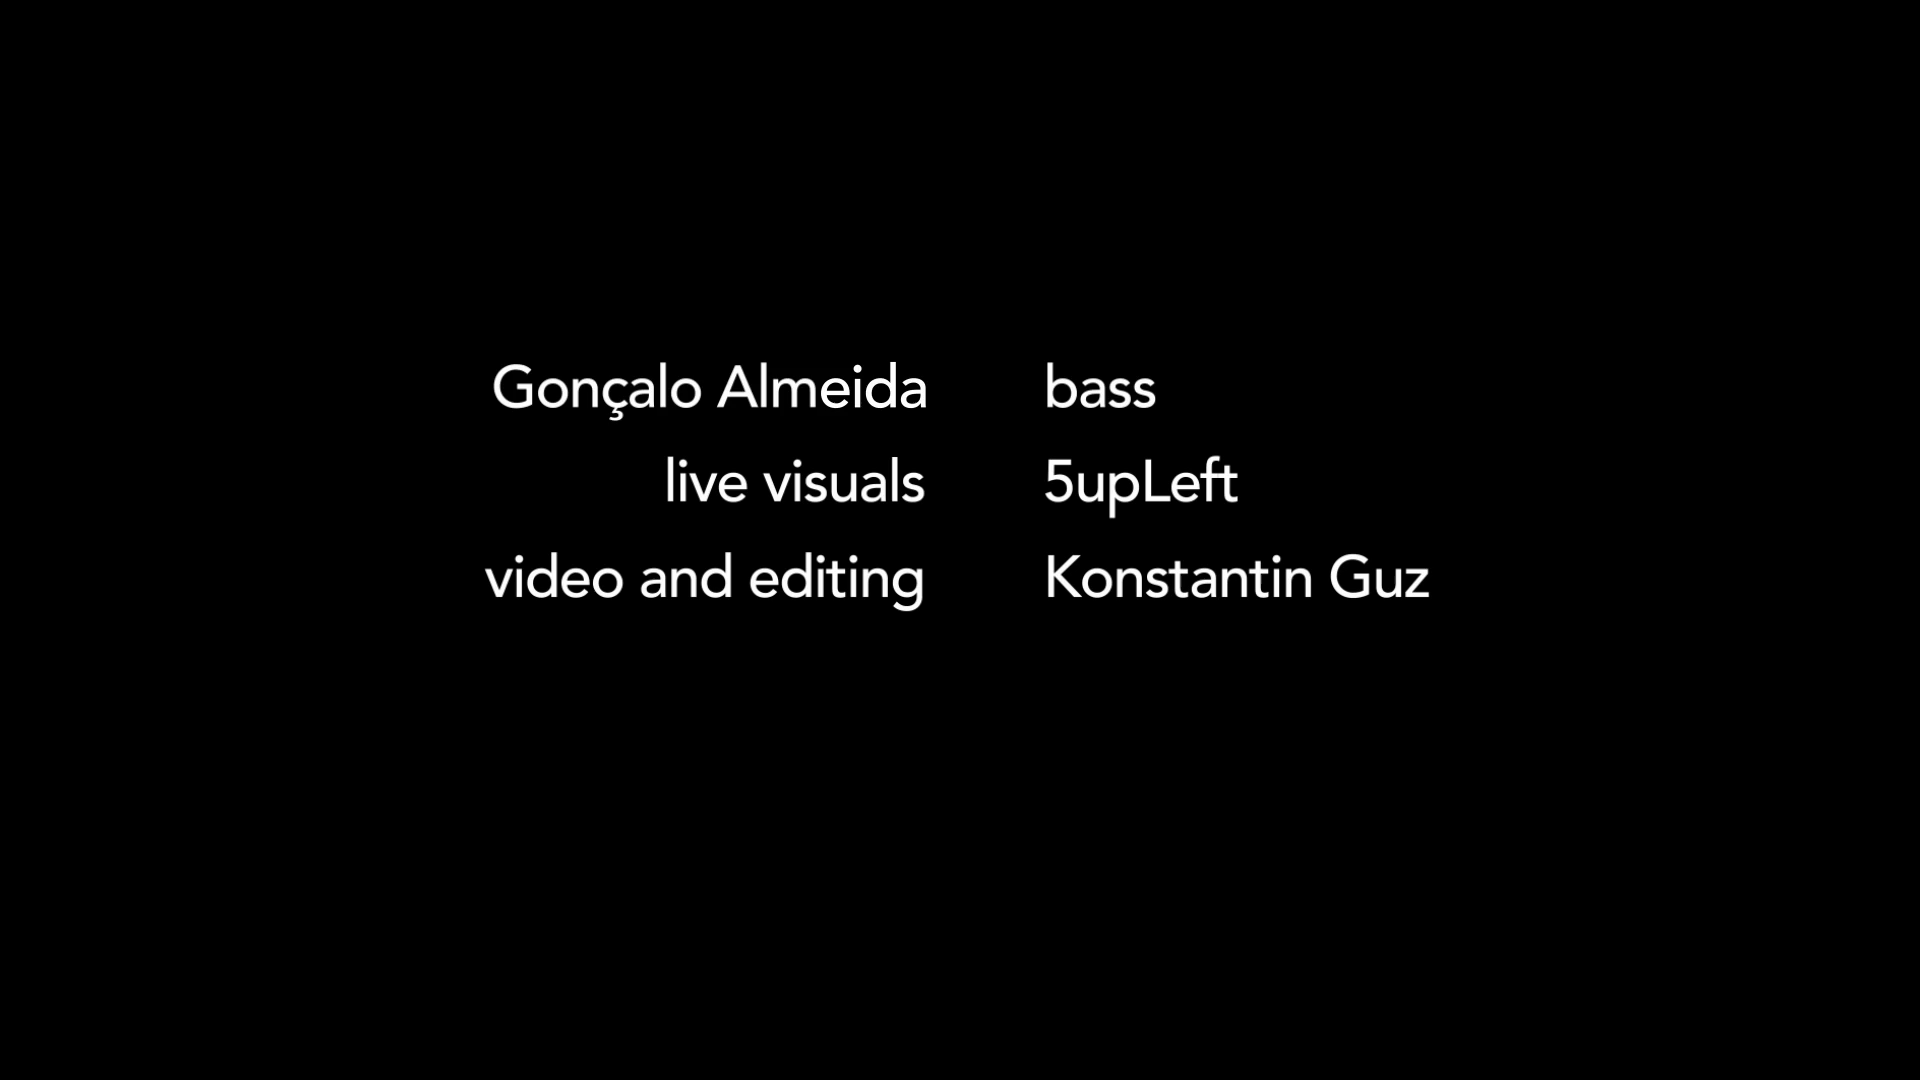 Gonçalo Almeida bass
live visuals 5upLeft
video and editing Konstantin Guz